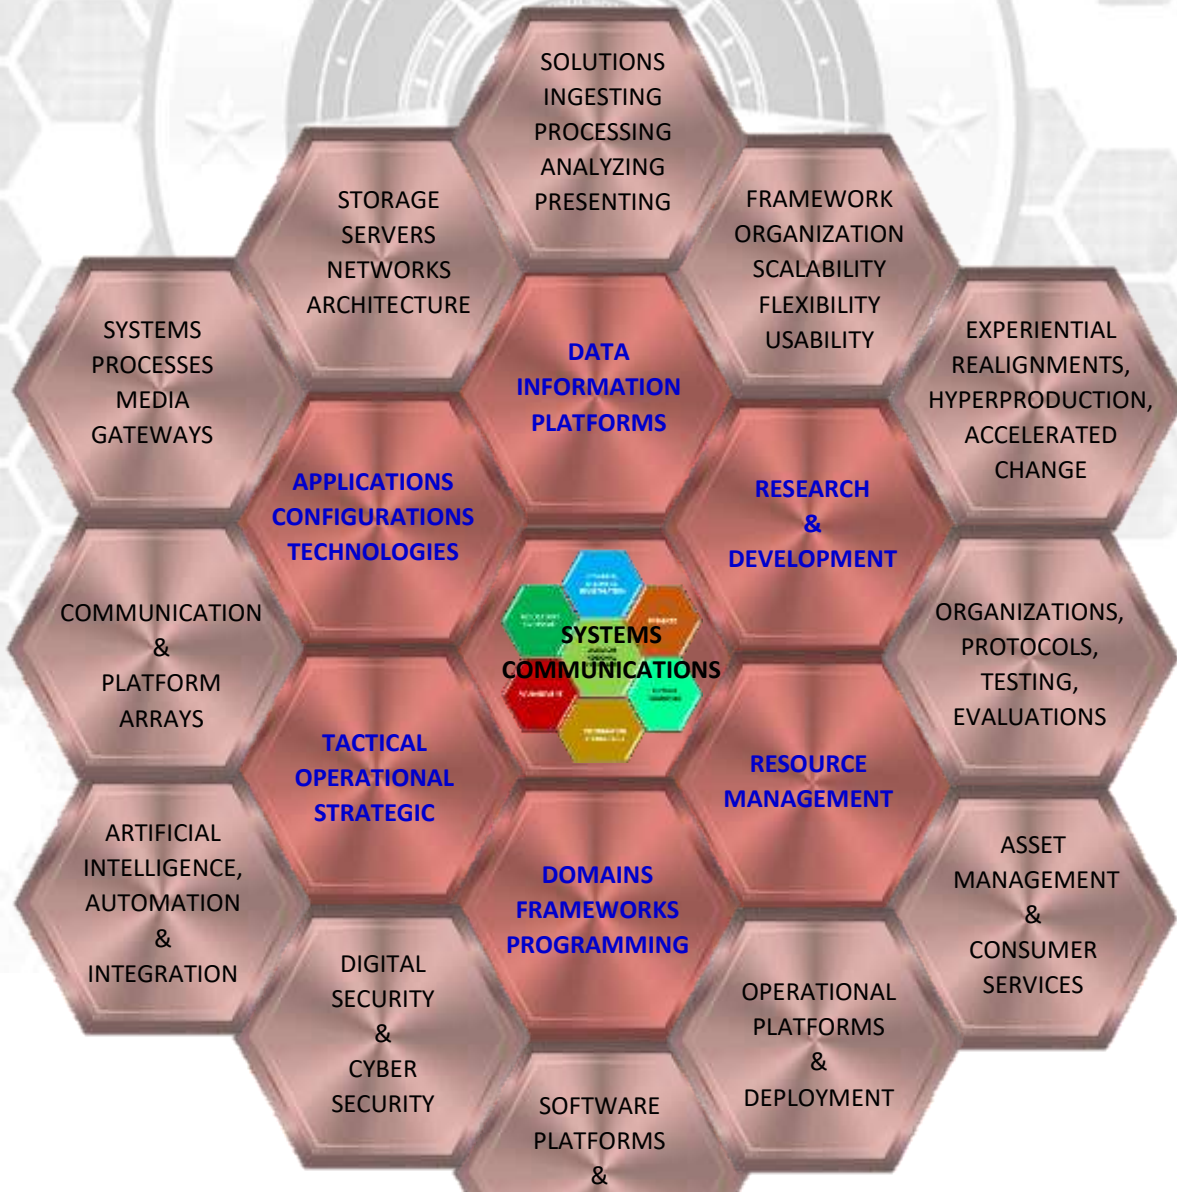 SOLUTIONS
INGESTING
PROCESSING
ANALYZING
PRESENTING
STORAGE
SERVERS
NETWORKS
ARCHITECTURE
FRAMEWORK
ORGANIZATION
SCALABILITY
FLEXIBILITY
USABILITY
SYSTEMS
PROCESSES
MEDIA
GATEWAYS
DATA
INFORMATION
PLATFORMS
EXPERIENTIAL
REALIGNMENTS,
HYPERPRODUCTION,
ACCELERATED
CHANGE
APPLICATIONS
CONFIGURATIONS
TECHNOLOGIES
RESEARCH
&
DEVELOPMENT
COMMUNICATION
&
PLATFORM
ARRAYS
SYSTEMS
COMMUNICATIONS
ORGANIZATIONS,
PROTOCOLS,
TESTING,
EVALUATIONS
TACTICAL
OPERATIONAL
STRATEGIC
RESOURCE
MANAGEMENT
ARTIFICIAL
INTELLIGENCE,
AUTOMATION
&
INTEGRATION
DOMAINS
FRAMEWORKS
PROGRAMMING
ASSET
MANAGEMENT
&
CONSUMER
SERVICES
DIGITAL
SECURITY
&
CYBER
SECURITY
OPERATIONAL
PLATFORMS
&
DEPLOYMENT
SOFTWARE
PLATFORMS
&